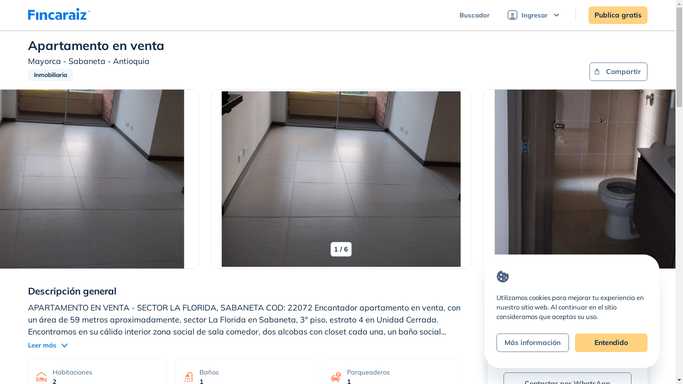 Fincaraiz
Buscador
Ingresar
Publica gratis
Apartamento en venta
Mayorca - Sabaneta - Antioquia
Inmobiliaria
Compartir
1 / 6
Descripción general
APARTAMENTO EN VENTA - SECTOR LA FLORIDA, SABANETA COD: 22072 Encantador apartamento en venta, con
un área de 59 metros aproximadamente, sector La Florida en Sabaneta, 3° piso, estrato 4 en Unidad Cerrada.
Encontramos en su cálido interior zona social de sala comedor, dos alcobas con closet cada una, un baño social...
Leer más
Habitaciones
2
Baños
1
Parqueaderos
1
Utilizamos cookies para mejorar tu experiencia en
nuestro sitio web. Al continuar en el sitio
consideramos que aceptas su uso.
Más información
Entendido
Contactar por WhatsApp